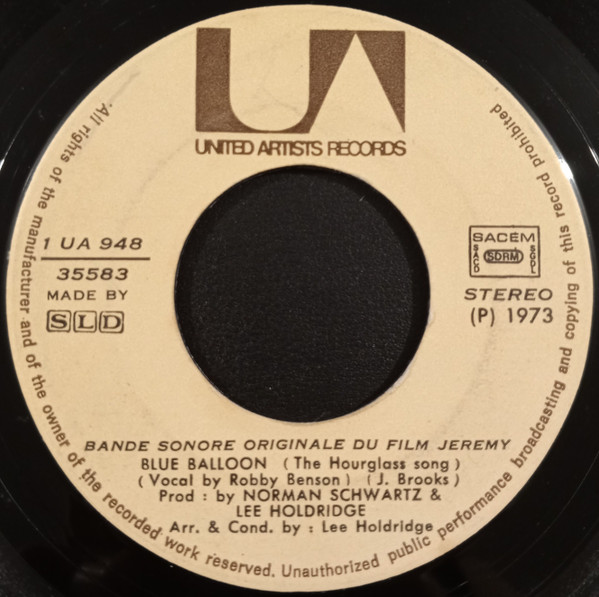 UA
UNITED ARTISTS RECORDS
All rights of the manufacturer and of the owner of the recorded work reserved. Unauthorized public performance broadcasting and copying of this record prohibited
1 UA 948
35583
MADE BY
SLD
SACEM
SACD SDRM SGDL
STEREO
(P) 1973
BANDE SONORE ORIGINALE DU FILM JEREMY
BLUE BALLOON (The Hourglass song)
(Vocal by Robby Benson) (J. Brooks)
Prod : by NORMAN SCHWARTZ &
LEE HOLDRIDGE
Arr. & Cond. by : Lee Holdridge